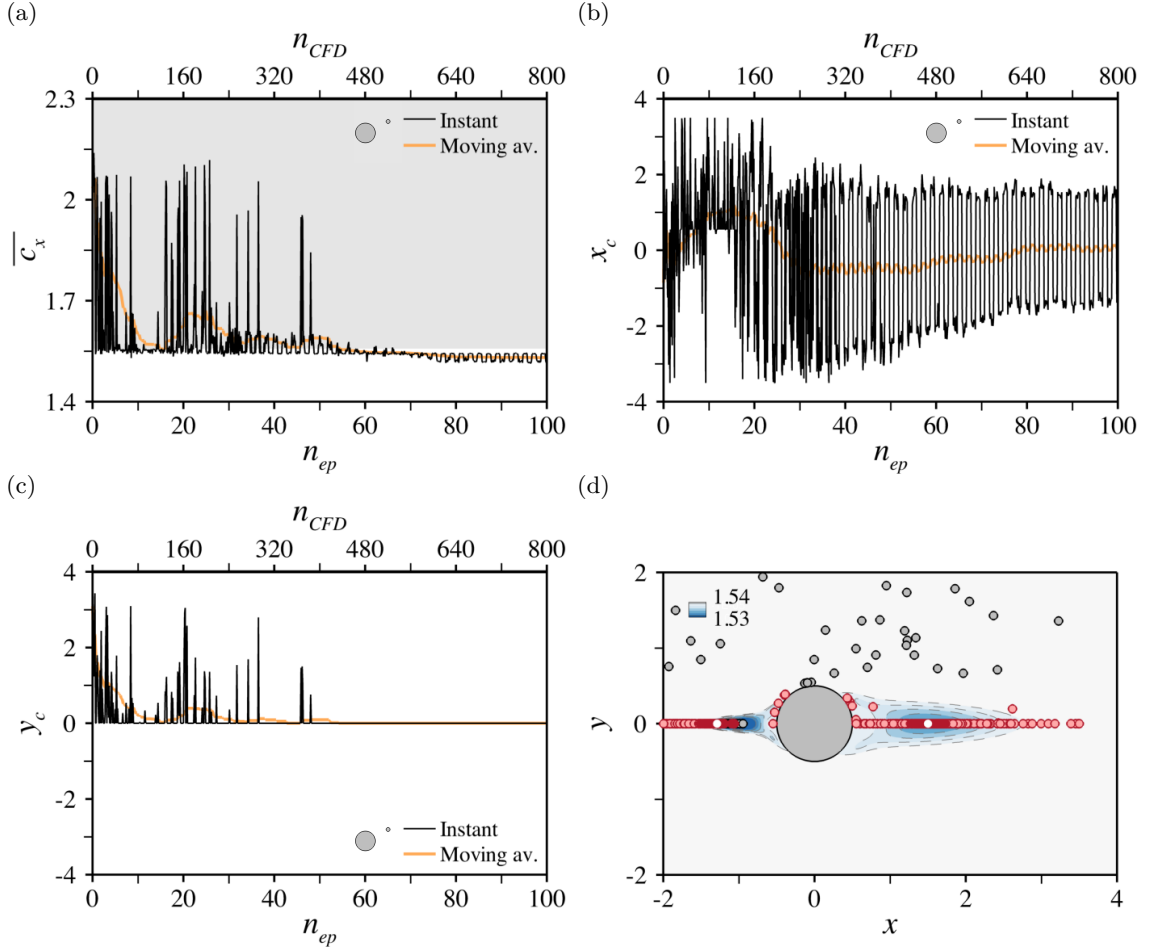 (a)
n_CFD
0 160 320 480 640 800
2.3
2
1.7
1.4
c_x
Instant
Moving av.
0 20 40 60 80 100
n_ep
(b)
n_CFD
0 160 320 480 640 800
4
2
0
-2
-4
x_c
Instant
Moving av.
0 20 40 60 80 100
n_ep
(c)
n_CFD
0 160 320 480 640 800
4
2
0
-2
-4
y_c
Instant
Moving av.
0 20 40 60 80 100
n_ep
(d)
2
0
-2
y
1.54
1.53
-2 0 2 4
x